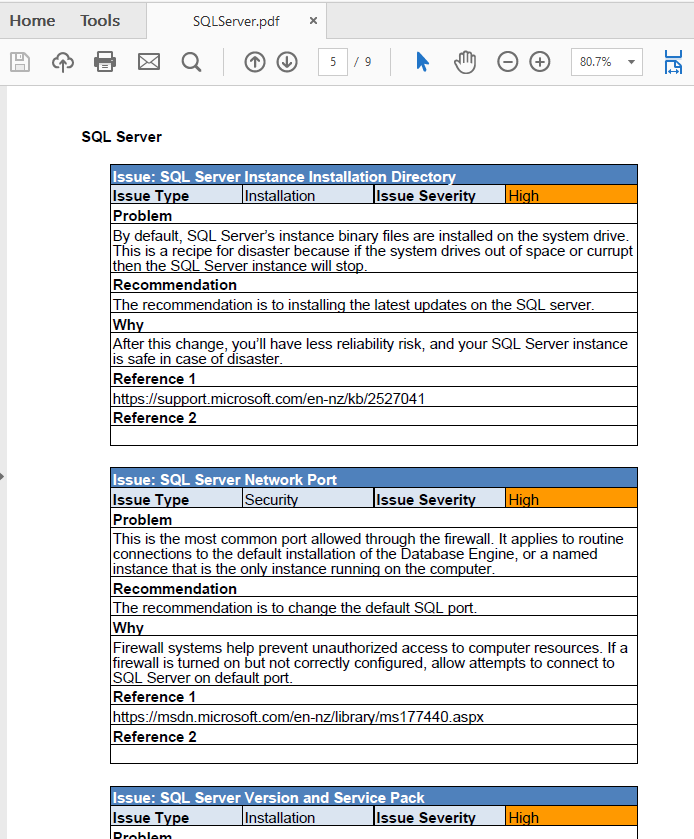 Home Tools SQLServer.pdf ×
5 / 9 80.7%
SQL Server
Issue: SQL Server Instance Installation Directory
Issue Type Installation Issue Severity High
Problem
By default, SQL Server's instance binary files are installed on the system drive.
This is a recipe for disaster because if the system drives out of space or currupt
then the SQL Server instance will stop.
Recommendation
The recommendation is to installing the latest updates on the SQL server.
Why
After this change, you'll have less reliability risk, and your SQL Server instance
is safe in case of disaster.
Reference 1
https://support.microsoft.com/en-nz/kb/2527041
Reference 2
Issue: SQL Server Network Port
Issue Type Security Issue Severity High
Problem
This is the most common port allowed through the firewall. It applies to routine
connections to the default installation of the Database Engine, or a named
instance that is the only instance running on the computer.
Recommendation
The recommendation is to change the default SQL port.
Why
Firewall systems help prevent unauthorized access to computer resources. If a
firewall is turned on but not correctly configured, allow attempts to connect to
SQL Server on default port.
Reference 1
https://msdn.microsoft.com/en-nz/library/ms177440.aspx
Reference 2
Issue: SQL Server Version and Service Pack
Issue Type Installation Issue Severity High
Problem